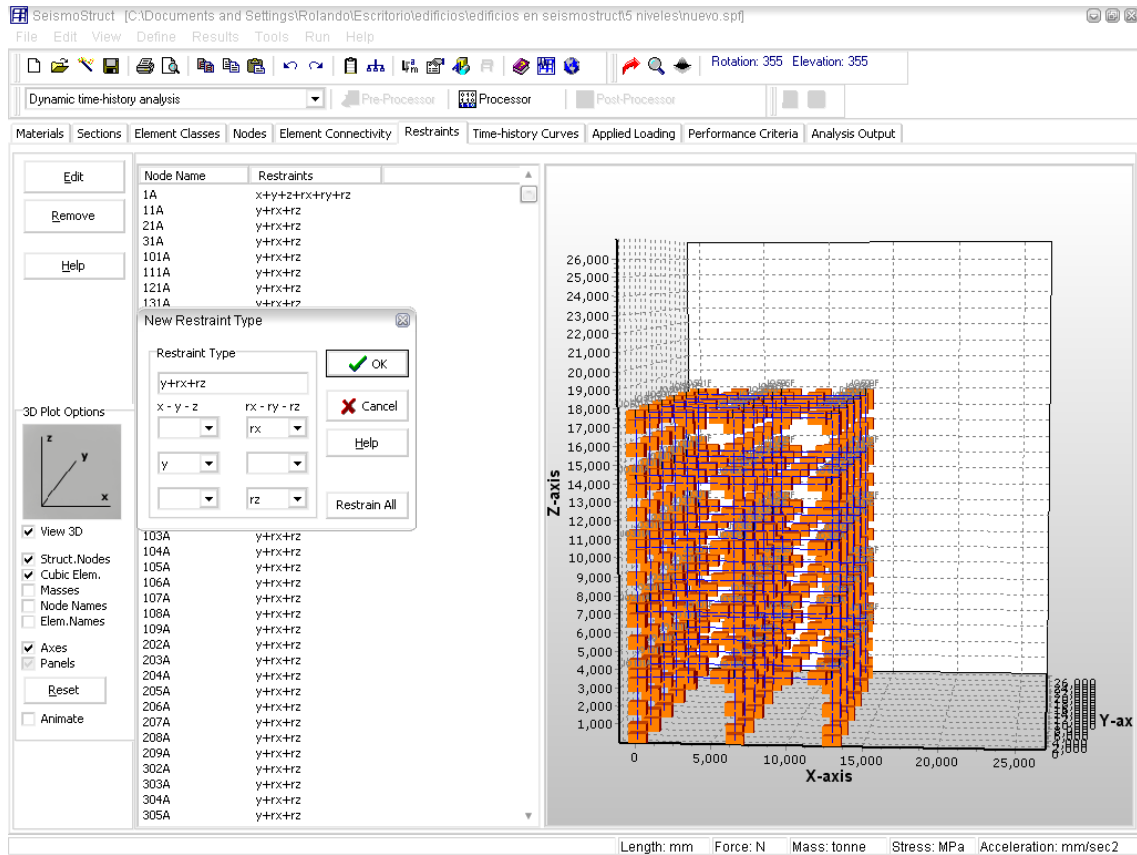 SeismoStruct [C:\Documents and Settings\Rolando\Escritorio\edificios\edificios en seismostruct\5 niveles\nuevo.spf]
File Edit View Define Results Tools Run Help
Rotation: 355 Elevation: 355
Dynamic time-history analysis Pre-Processor Processor Post-Processor
Materials Sections Element Classes Nodes Element Connectivity Restraints Time-history Curves Applied Loading Performance Criteria Analysis Output
Edit
Remove
Help
3D Plot Options
z
y
x
View 3D
Struct.Nodes
Cubic Elem.
Masses
Node Names
Elem.Names
Axes
Panels
Reset
Animate
Node Name Restraints
1A x+y+z+rx+ry+rz
11A y+rx+rz
21A y+rx+rz
31A y+rx+rz
101A y+rx+rz
111A y+rx+rz
121A y+rx+rz
131A y+rx+rz
New Restraint Type
Restraint Type
y+rx+rz
x - y - z rx - ry - rz
rx
y
rz
OK
Cancel
Help
Restrain All
103A y+rx+rz
104A y+rx+rz
105A y+rx+rz
106A y+rx+rz
107A y+rx+rz
108A y+rx+rz
109A y+rx+rz
202A y+rx+rz
203A y+rx+rz
204A y+rx+rz
205A y+rx+rz
206A y+rx+rz
207A y+rx+rz
208A y+rx+rz
209A y+rx+rz
302A y+rx+rz
303A y+rx+rz
304A y+rx+rz
305A y+rx+rz
26,000
25,000
24,000
23,000
22,000
21,000
20,000
19,000
18,000
17,000
16,000
15,000
14,000
13,000
12,000
11,000
10,000
9,000
8,000
7,000
6,000
5,000
4,000
3,000
2,000
1,000
Z-axis
0 5,000 10,000 15,000 20,000 25,000
X-axis
26,000
2,000
0
Y-ax
Length: mm Force: N Mass: tonne Stress: MPa Acceleration: mm/sec2